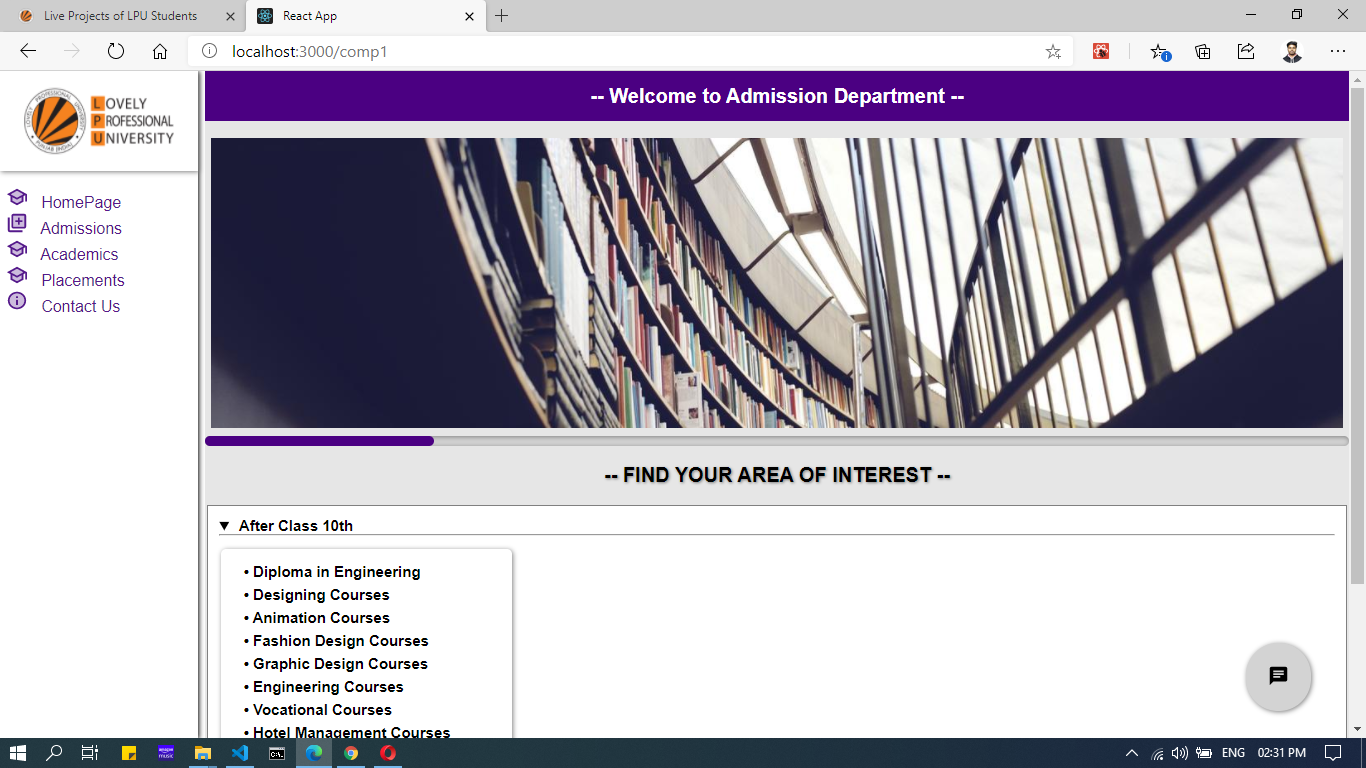 Live Projects of LPU Students
React App
localhost:3000/comp1
LOVELY
PROFESSIONAL
UNIVERSITY
-- Welcome to Admission Department --
HomePage
Admissions
Academics
Placements
Contact Us
-- FIND YOUR AREA OF INTEREST --
▼ After Class 10th
• Diploma in Engineering
• Designing Courses
• Animation Courses
• Fashion Design Courses
• Graphic Design Courses
• Engineering Courses
• Vocational Courses
• Hotel Management Courses
amazon
music
C:\.
ENG
02:31 PM